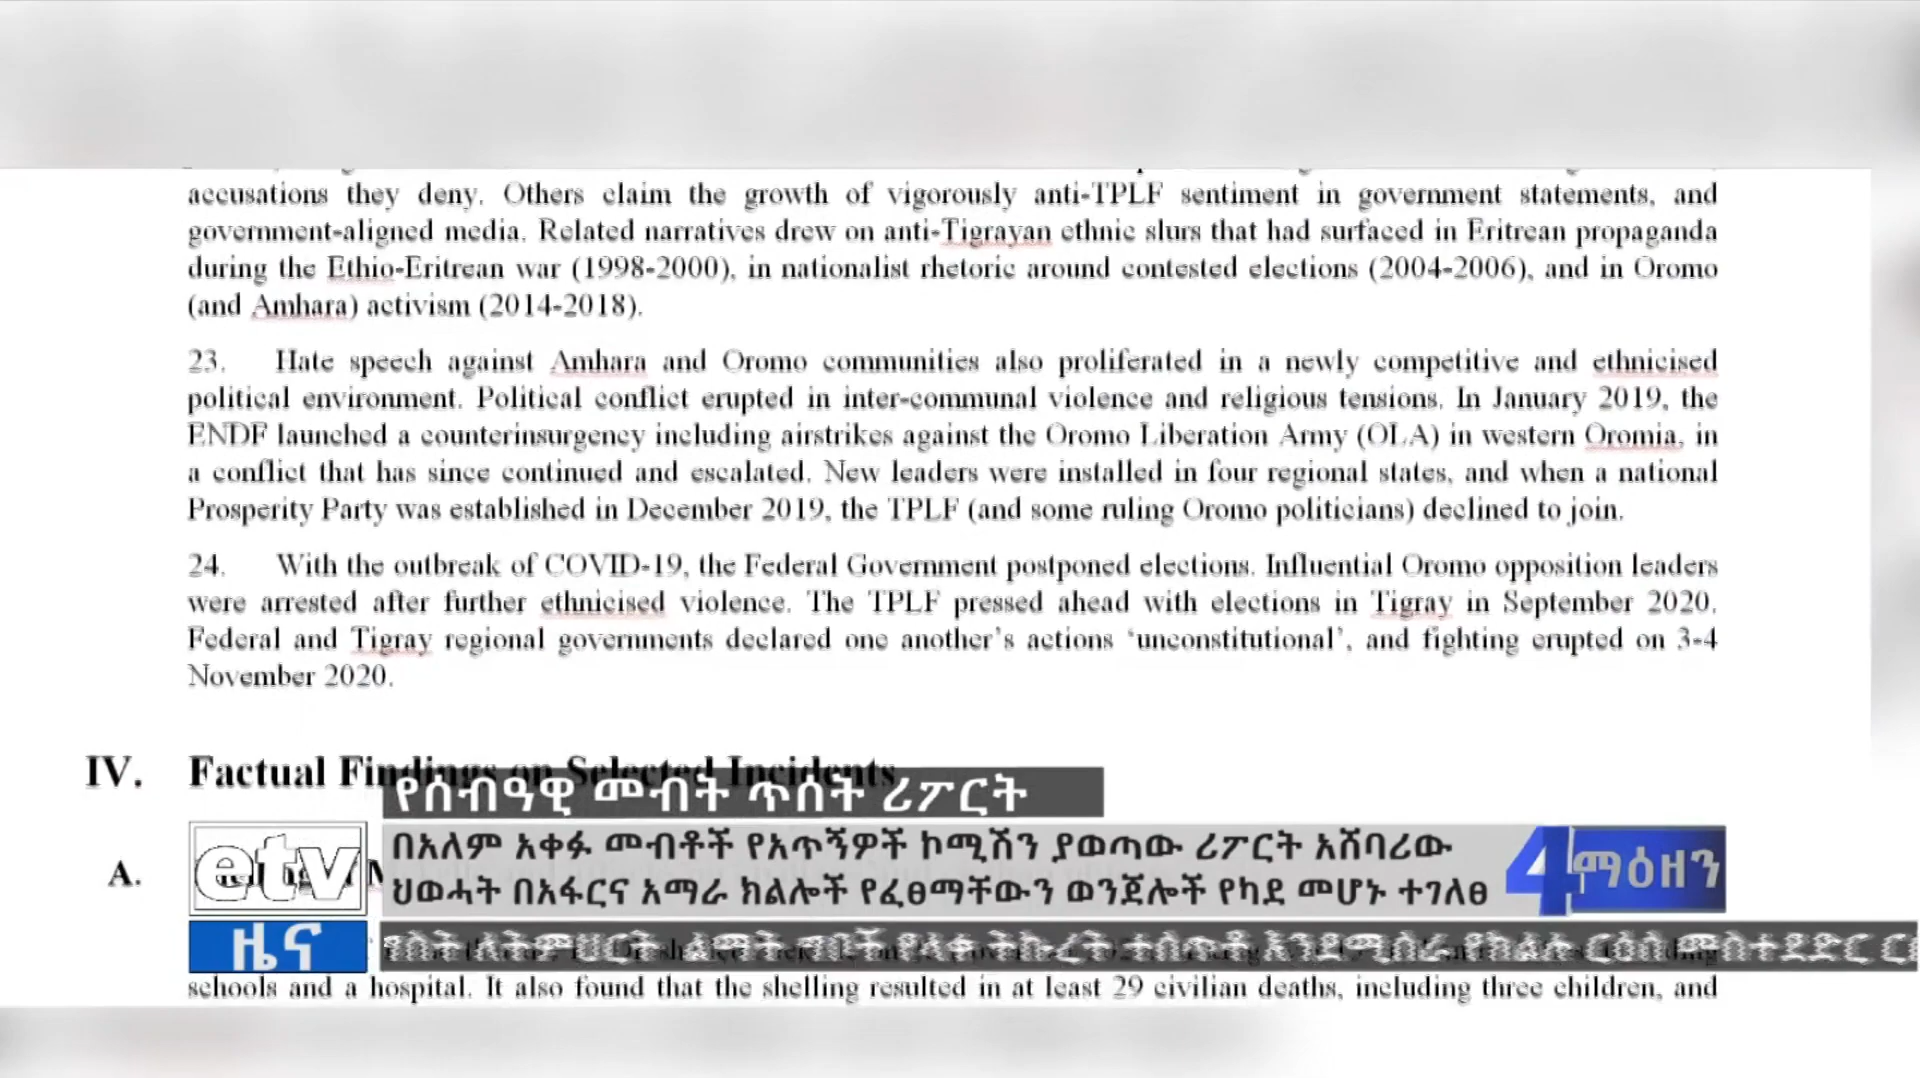 accusations they deny. Others claim the growth of vigorously anti-TPLF sentiment in government statements, and
government-aligned media. Related narratives drew on anti-Tigrayan ethnic slurs that had surfaced in Eritrean propaganda
during the Ethio-Eritrean war (1998-2000), in nationalist rhetoric around contested elections (2004-2006), and in Oromo
(and Amhara) activism (2014-2018).
23. Hate speech against Amhara and Oromo communities also proliferated in a newly competitive and ethnicised
political environment. Political conflict erupted in inter-communal violence and religious tensions. In January 2019, the
ENDF launched a counterinsurgency including airstrikes against the Oromo Liberation Army (OLA) in western Oromia, in
a conflict that has since continued and escalated. New leaders were installed in four regional states, and when a national
Prosperity Party was established in December 2019, the TPLF (and some ruling Oromo politicians) declined to join.
24. With the outbreak of COVID-19, the Federal Government postponed elections. Influential Oromo opposition leaders
were arrested after further ethnicised violence. The TPLF pressed ahead with elections in Tigray in September 2020.
Federal and Tigray regional governments declared one another's actions ‘unconstitutional’, and fighting erupted on 3-4
November 2020.
IV. Factual Findings on Selected Incidents
የሰብዓዊ መብት ጥሰት ሪፖርት
A.
etv
በአለም አቀፉ መብቶች የአጥኝዎች ኮሚሽን ያወጣው ሪፖርት አሸባሪው
ህወሓት በአፋርና አማራ ክልሎች የፈፀማቸውን ወንጀሎች የካደ መሆኑ ተገለፀ
4ማዕዘን
ዜና
schools and a hospital. It also found that the shelling resulted in at least 29 civilian deaths, including three children, and